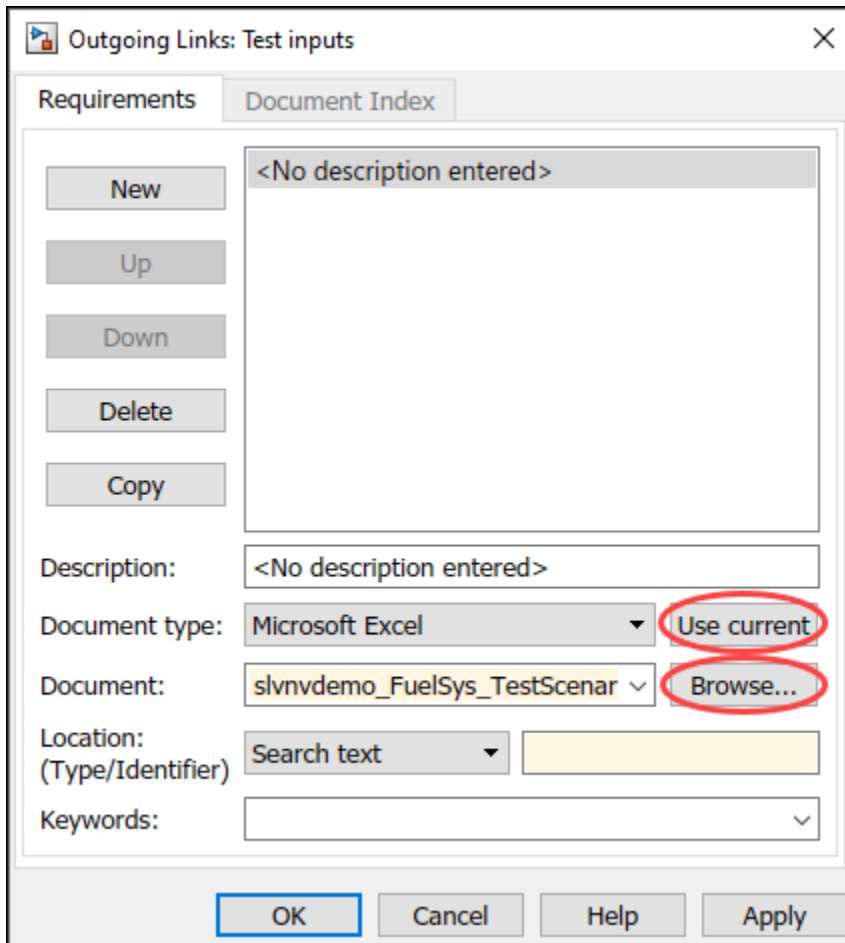 Outgoing Links: Test inputs
Requirements
Document Index
New
<No description entered>
Up
Down
Delete
Copy
Description:
<No description entered>
Document type:
Microsoft Excel
Use current
Document:
slvnvdemo_FuelSys_TestScenar
Browse...
Location:
(Type/Identifier)
Search text
Keywords:
OK
Cancel
Help
Apply